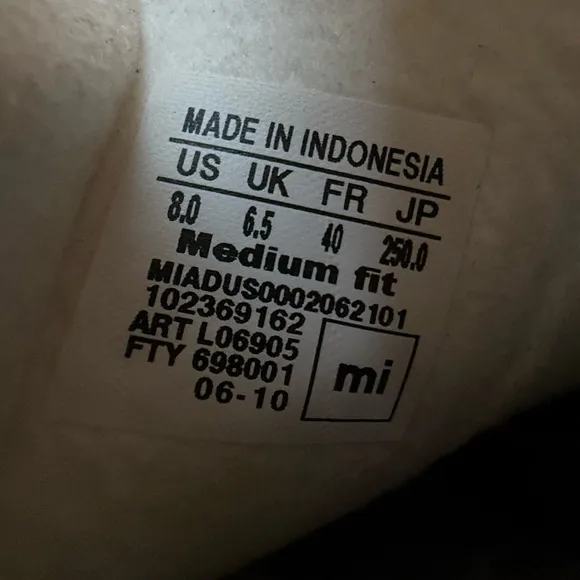 MADE IN INDONESIA
US UK FR JP
8.0 6.5 40 250.0
Medium fit
MIADUS0002062101
102369162
ART L06905
FTY 698001
06-10
mi